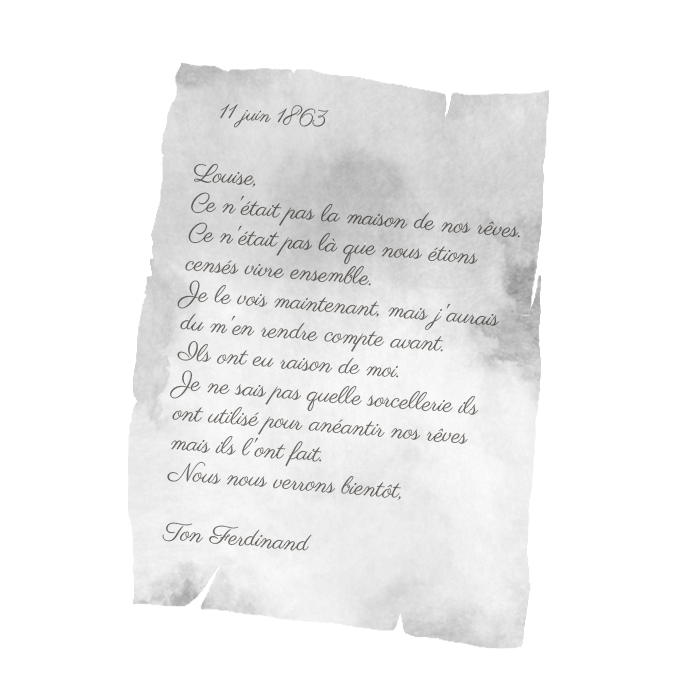 11 juin 1863
Louise,
Ce n'était pas la maison de nos rêves.
Ce n'était pas là que nous étions
censés vivre ensemble.
Je le vois maintenant, mais j'aurais
du m'en rendre compte avant.
Ils ont eu raison de moi.
Je ne sais pas quelle sorcellerie ils
ont utilisé pour anéantir nos rêves
mais ils l'ont fait.
Nous nous verrons bientôt,
Ton Ferdinand